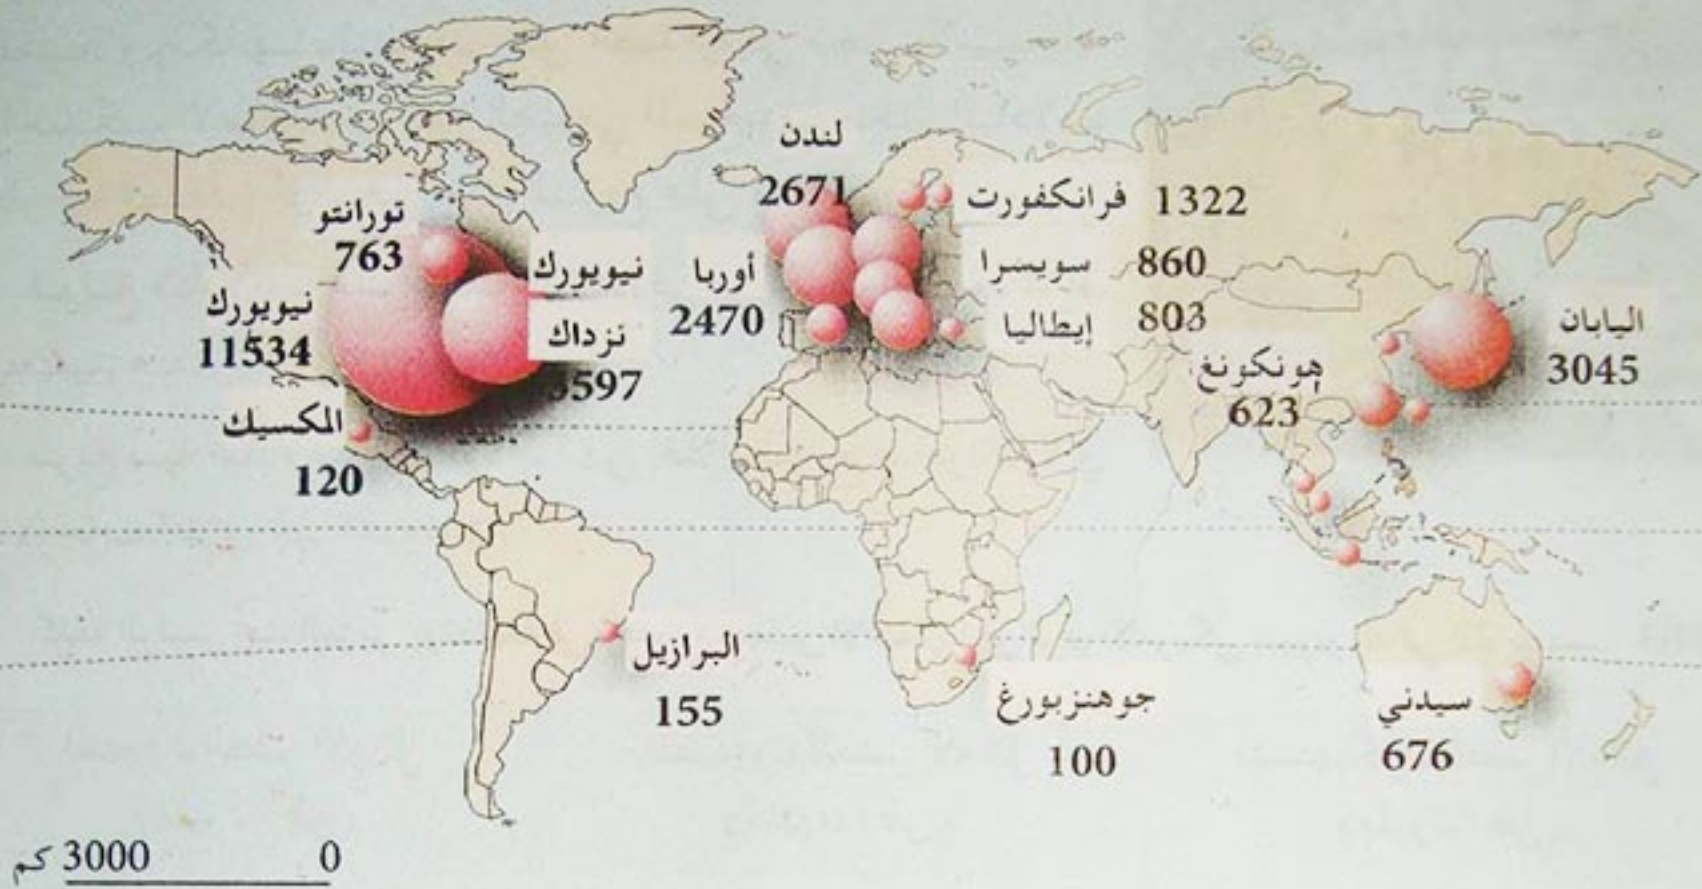 لندن
2671
فرانكفورت 1322
تورانتو
763
نيويورك
نزداك
أوربا
2470
سويسرا 860
إيطاليا 803
نيويورك
11534
اليابان
3045
هونكونغ
623
المكسيك
120
البرازيل
155
جوهنزبورغ
100
سيدني
676
كم 3000 0